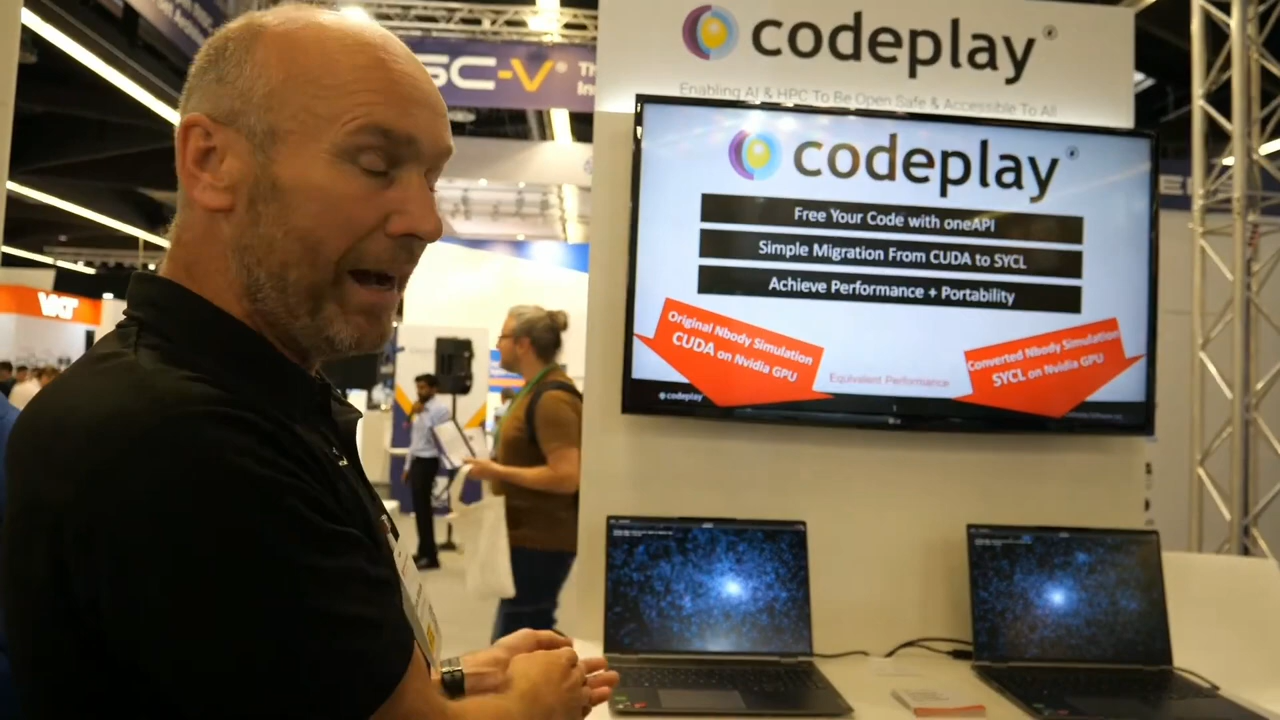 codeplay
Enabling AI & HPC To Be Open Safe & Accessible To All
SC-V
codeplay
Free Your Code with oneAPI
Simple Migration From CUDA to SYCL
Achieve Performance + Portability
Original Nbody Simulation
CUDA on Nvidia GPU
Converted Nbody Simulation
SYCL on Nvidia GPU
Equivalent Performance
codeplay